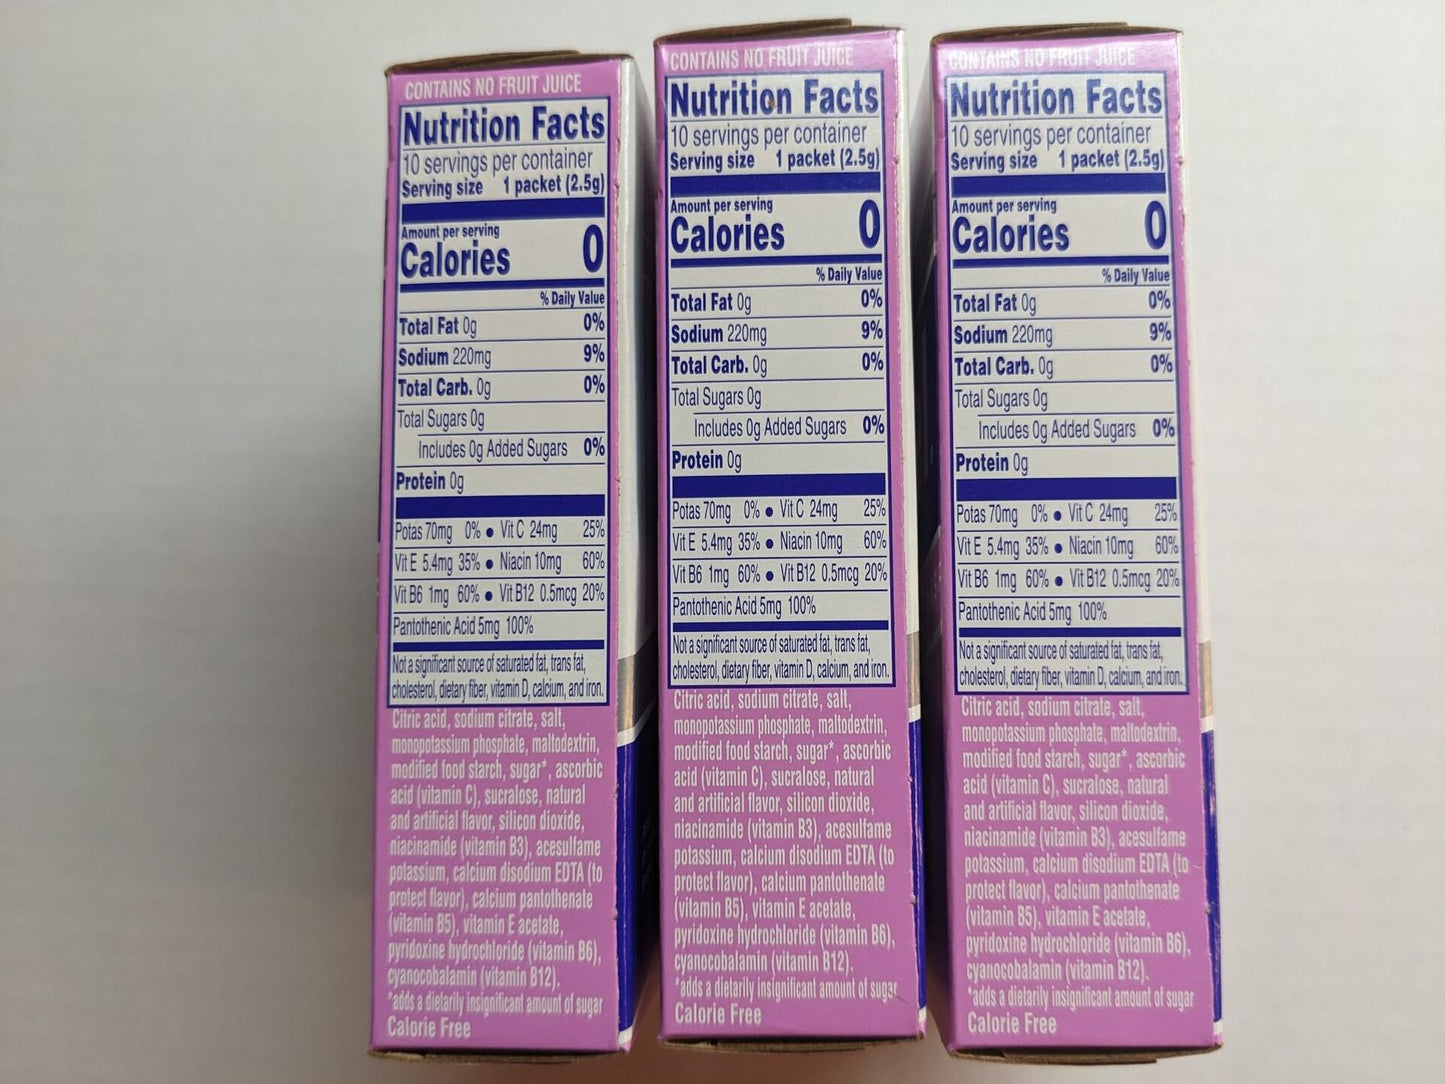 CONTAINS NO FRUIT JUICE
Nutrition Facts
10 servings per container
Serving size 1 packet (2.5g)
Amount per serving
Calories 0
% Daily Value
Total Fat 0g 0%
Sodium 220mg 9%
Total Carb. 0g 0%
Total Sugars 0g
Includes 0g Added Sugars 0%
Protein 0g
Potas 70mg 0% ● Vit C 24mg 25%
Vit E 5.4mg 35% ● Niacin 10mg 60%
Vit B6 1mg 60% ● Vit B12 0.5mcg 20%
Pantothenic Acid 5mg 100%
Not a significant source of saturated fat, trans fat,
cholesterol, dietary fiber, vitamin D, calcium, and iron.
Citric acid, sodium citrate, salt,
monopotassium phosphate, maltodextrin,
modified food starch, sugar*, ascorbic
acid (vitamin C), sucralose, natural
and artificial flavor, silicon dioxide,
niacinamide (vitamin B3), acesulfame
potassium, calcium disodium EDTA (to
protect flavor), calcium pantothenate
(vitamin B5), vitamin E acetate,
pyridoxine hydrochloride (vitamin B6),
cyanocobalamin (vitamin B12).
*adds a dietarily insignificant amount of sugar
Calorie Free
CONTAINS NO FRUIT JUICE
Nutrition Facts
10 servings per container
Serving size 1 packet (2.5g)
Amount per serving
Calories 0
% Daily Value
Total Fat 0g 0%
Sodium 220mg 9%
Total Carb. 0g 0%
Total Sugars 0g
Includes 0g Added Sugars 0%
Protein 0g
Potas 70mg 0% ● Vit C 24mg 25%
Vit E 5.4mg 35% ● Niacin 10mg 60%
Vit B6 1mg 60% ● Vit B12 0.5mcg 20%
Pantothenic Acid 5mg 100%
Not a significant source of saturated fat, trans fat,
cholesterol, dietary fiber, vitamin D, calcium, and iron.
Citric acid, sodium citrate, salt,
monopotassium phosphate, maltodextrin,
modified food starch, sugar*, ascorbic
acid (vitamin C), sucralose, natural
and artificial flavor, silicon dioxide,
niacinamide (vitamin B3), acesulfame
potassium, calcium disodium EDTA (to
protect flavor), calcium pantothenate
(vitamin B5), vitamin E acetate,
pyridoxine hydrochloride (vitamin B6),
cyanocobalamin (vitamin B12).
*adds a dietarily insignificant amount of sugar
Calorie Free
CONTAINS NO FRUIT JUICE
Nutrition Facts
10 servings per container
Serving size 1 packet (2.5g)
Amount per serving
Calories 0
% Daily Value
Total Fat 0g 0%
Sodium 220mg 9%
Total Carb. 0g 0%
Total Sugars 0g
Includes 0g Added Sugars 0%
Protein 0g
Potas 70mg 0% ● Vit C 24mg 25%
Vit E 5.4mg 35% ● Niacin 10mg 60%
Vit B6 1mg 60% ● Vit B12 0.5mcg 20%
Pantothenic Acid 5mg 100%
Not a significant source of saturated fat, trans fat,
cholesterol, dietary fiber, vitamin D, calcium, and iron.
Citric acid, sodium citrate, salt,
monopotassium phosphate, maltodextrin,
modified food starch, sugar*, ascorbic
acid (vitamin C), sucralose, natural
and artificial flavor, silicon dioxide,
niacinamide (vitamin B3), acesulfame
potassium, calcium disodium EDTA (to
protect flavor), calcium pantothenate
(vitamin B5), vitamin E acetate,
pyridoxine hydrochloride (vitamin B6),
cyanocobalamin (vitamin B12).
*adds a dietarily insignificant amount of sugar
Calorie Free